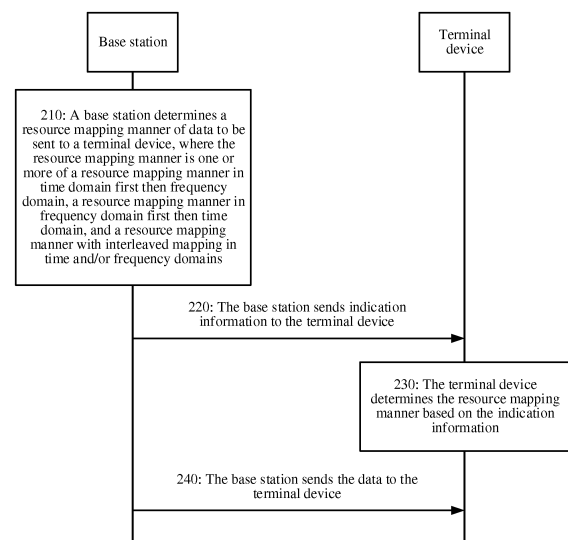 Base station
Terminal
device
210: A base station determines a
resource mapping manner of data to be
sent to a terminal device, where the
resource mapping manner is one or
more of a resource mapping manner in
time domain first then frequency
domain, a resource mapping manner in
frequency domain first then time
domain, and a resource mapping
manner with interleaved mapping in
time and/or frequency domains
220: The base station sends indication
information to the terminal device
230: The terminal device
determines the resource mapping
manner based on the indication
information
240: The base station sends the data to the
terminal device